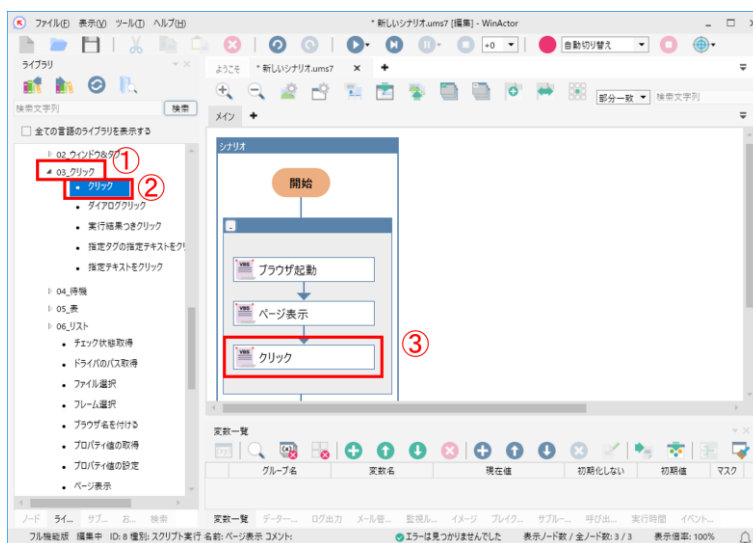 ファイル(F) 表示(V) ツール(T) ヘルプ(H)
* 新しいシナリオ.ums7 [編集] - WinActor
+0
自動切り替え
ライブラリ
ようこそ
* 新しいシナリオ.ums7
検索文字列
検索
部分一致
検索文字列
全ての言語のライブラリを表示する
メイン
02_ウィンドウ&タブ
①
03_クリック
クリック
②
ダイアログクリック
実行結果つきクリック
指定タグの指定テキストをクリ
指定テキストをクリック
04_待機
05_表
06_リスト
チェック状態取得
ドライバのパス取得
ファイル選択
フレーム選択
ブラウザ名を付ける
プロパティ値の取得
プロパティ値の設定
ページ表示
シナリオ
開始
VBS ブラウザ起動
VBS ページ表示
VBS クリック
③
変数一覧
グループ名 変数名 現在値 初期化しない 初期値 マスク
ノード ライ... サブ... お... 検索
変数一覧 データ... ログ出力 メール管... 監視ル... イメージ ブレイク... サブルー... 呼び出... 実行時間 イベント...
フル機能版 編集中 ID: 8 種別: スクリプト実行 名前: ページ表示 コメント:
エラーは見つかりませんでした 表示ノード数 / 全ノード数: 3 / 3 表示倍率: 100%